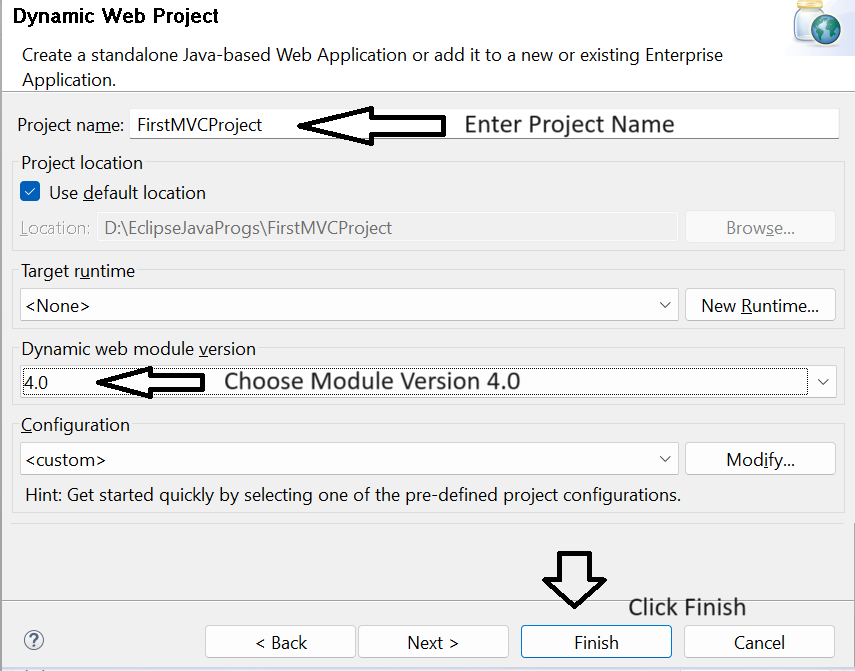 Dynamic Web Project
Create a standalone Java-based Web Application or add it to a new or existing Enterprise
Application.
Project name: FirstMVCProject Enter Project Name
Project location
Use default location
Location: D:\EclipseJavaProgs\FirstMVCProject Browse...
Target runtime
<None> New Runtime...
Dynamic web module version
4.0 Choose Module Version 4.0
Configuration
<custom> Modify...
Hint: Get started quickly by selecting one of the pre-defined project configurations.
Click Finish
? < Back Next > Finish Cancel